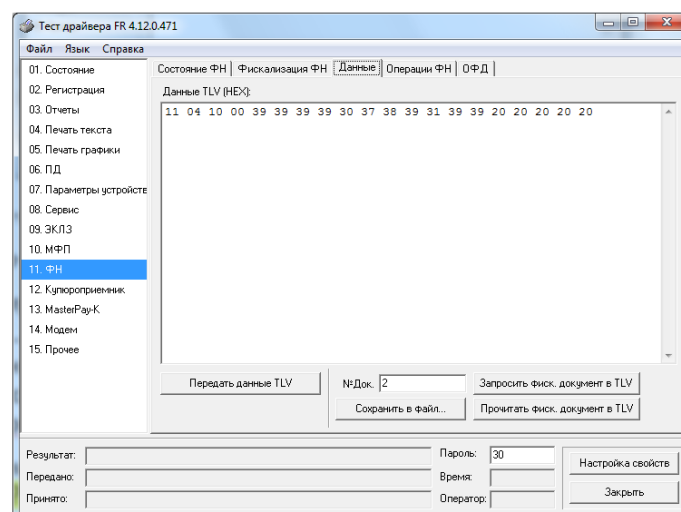 Тест драйвера FR 4.12.0.471
Файл Язык Справка
01. Состояние
02. Регистрация
03. Отчеты
04. Печать текста
05. Печать графики
06. ПД
07. Параметры устройств
08. Сервис
09. ЭКЛЗ
10. МФП
11. ФН
12. Купюроприемник
13. MasterPay-K
14. Модем
15. Прочее
Состояние ФН Фискализация ФН Данные Операции ФН ОФД
Данные TLV (HEX):
11 04 10 00 39 39 39 39 30 37 38 39 31 39 39 20 20 20 20 20
Передать данные TLV
№Док. 2
Запросить фиск. документ в TLV
Сохранить в файл...
Прочитать фиск. документ в TLV
Результат:
Пароль: 30
Настройка свойств
Передано:
Время:
Принято:
Оператор:
Закрыть